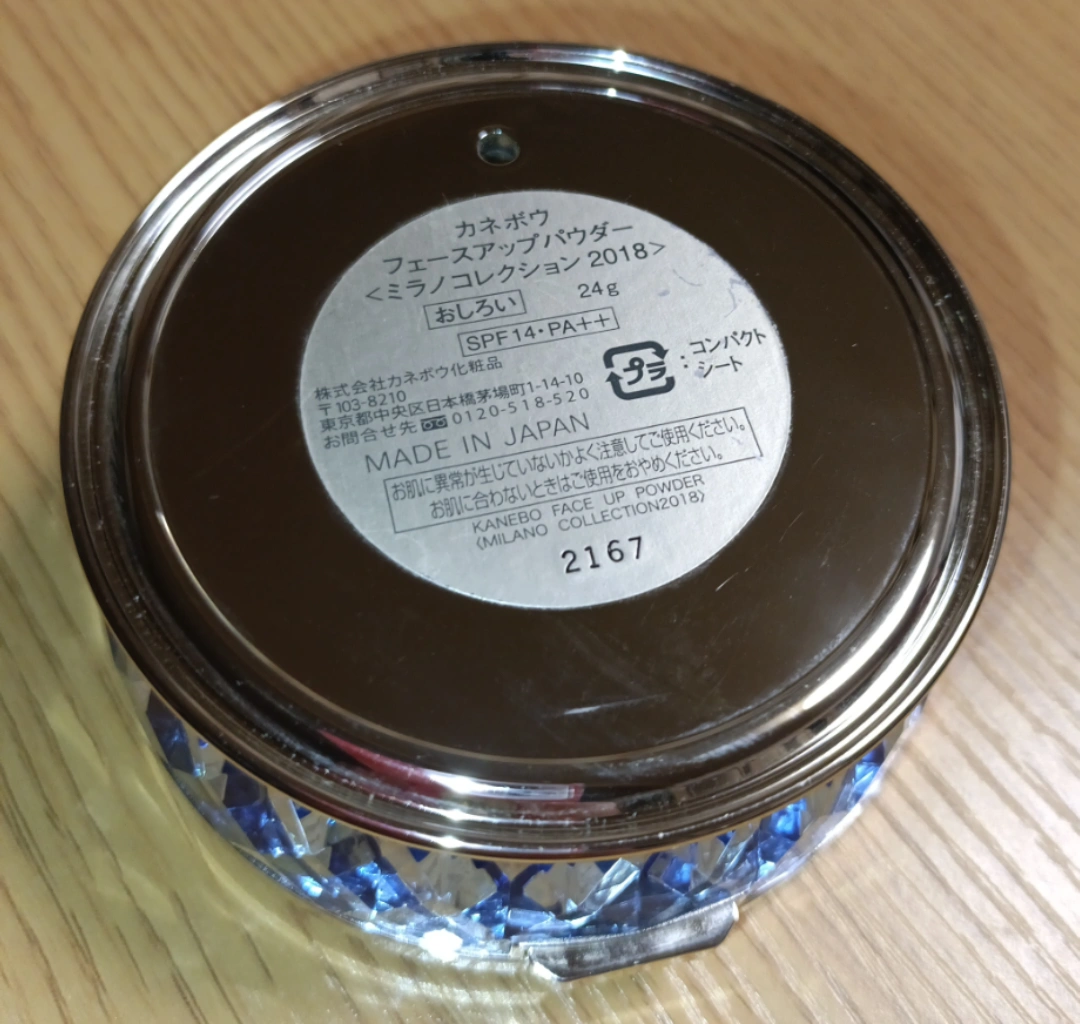 カネボウ
フェースアップパウダー
<ミラノコレクション2018>
おしろい 24g
SPF14・PA++
プラ : コンパクト
シート
株式会社カネボウ化粧品
〒103-8210
東京都中央区日本橋茅場町1-14-10
お問合せ先 0120-518-520
MADE IN JAPAN
お肌に異常が生じていないかよく注意してご使用ください。
お肌に合わないときはご使用をおやめください。
KANEBO FACE UP POWDER
《MILANO COLLECTION2018》
2167